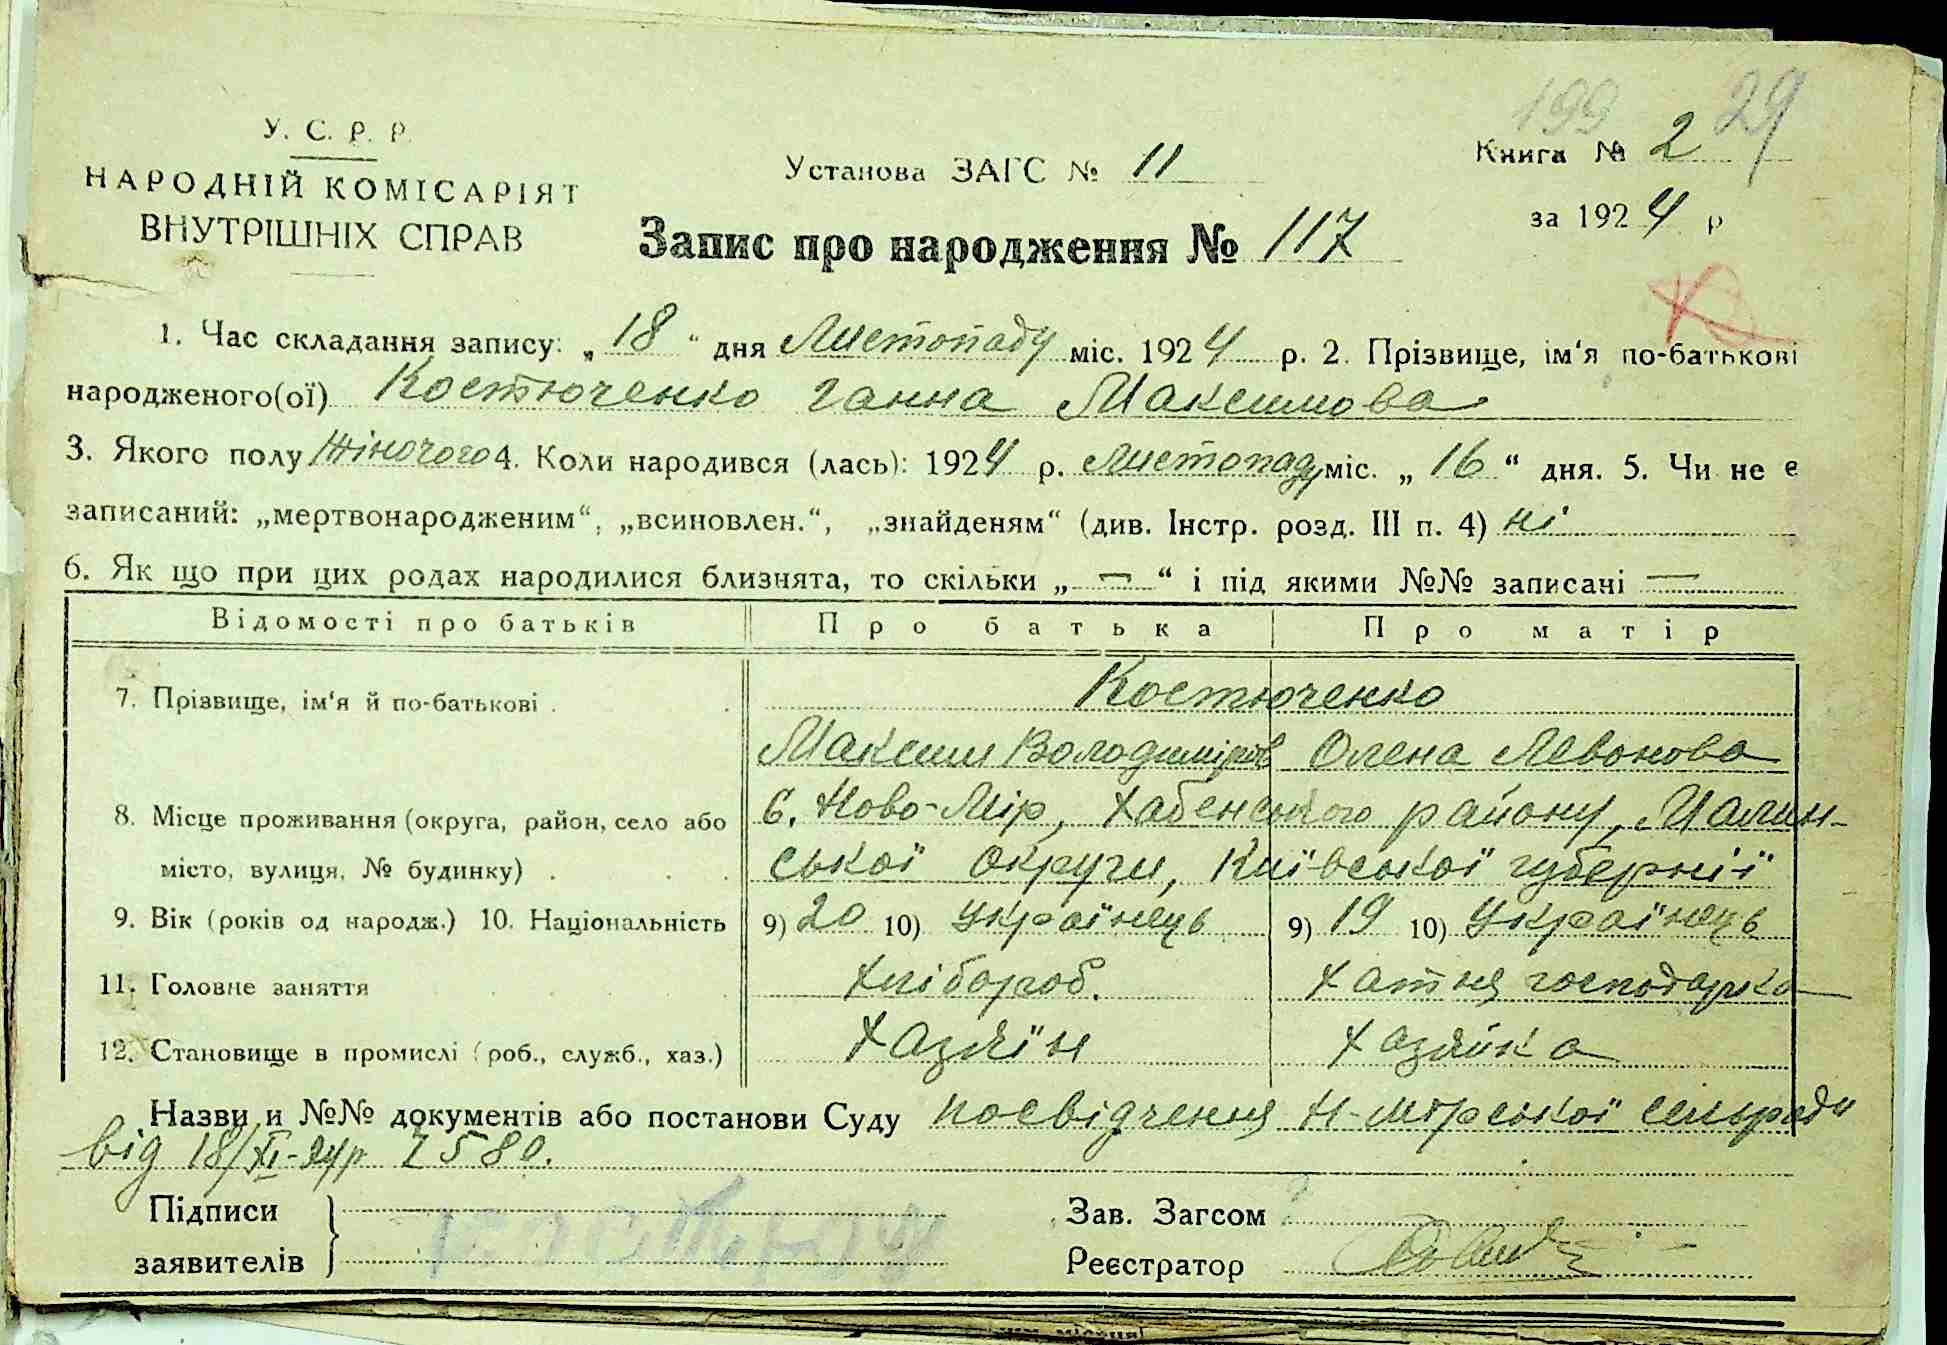 199 29
У. С. Р. Р.
НАРОДНІЙ КОМІСАРІЯТ
ВНУТРІШНІХ СПРАВ
Установа ЗАГС № 11
Книга № 2
за 1924 р
Запис про народження № 117
1. Час складання запису: „18“ дня Листопаду міс. 1924 р. 2. Прізвище, ім'я по-батькові
народженого(ої) Костюченко Ганна Максимова
3. Якого полу Жіночого 4. Коли народився (лась): 1924 р. Листопаду міс. „16“ дня. 5. Чи не є
записаний: „мертвонародженим“, „всиновлен.“, „знайденям“ (див. Інстр. розд. III п. 4) ні
6. Як що при цих родах народилися близнята, то скільки „—“ і під якими №№ записані —
Відомості про батьків Про батька Про матір
7. Прізвище, ім'я й по-батькові . Костюченко
Максим Володиміров Олена Левонова
8. Місце проживання (округа, район, село або С. Ново-Мір, Хабенського району, Малин-
місто, вулиця, № будинку) . ської округи, Київської губернії
9. Вік (років од народж.) 10. Національність 9) 20 10) Українець 9) 19 10) Українець
11. Головне заняття Хлібороб. Хатня господарка
12. Становище в промислі (роб., служб., хаз.) Хазяїн Хазяйка
Назви и №№ документів або постанови Суду посвідчення Н-Мірської сільради
від 18/XI-24р № 580.
Підписи
заявителів
Зав. Загсом
Реєстратор